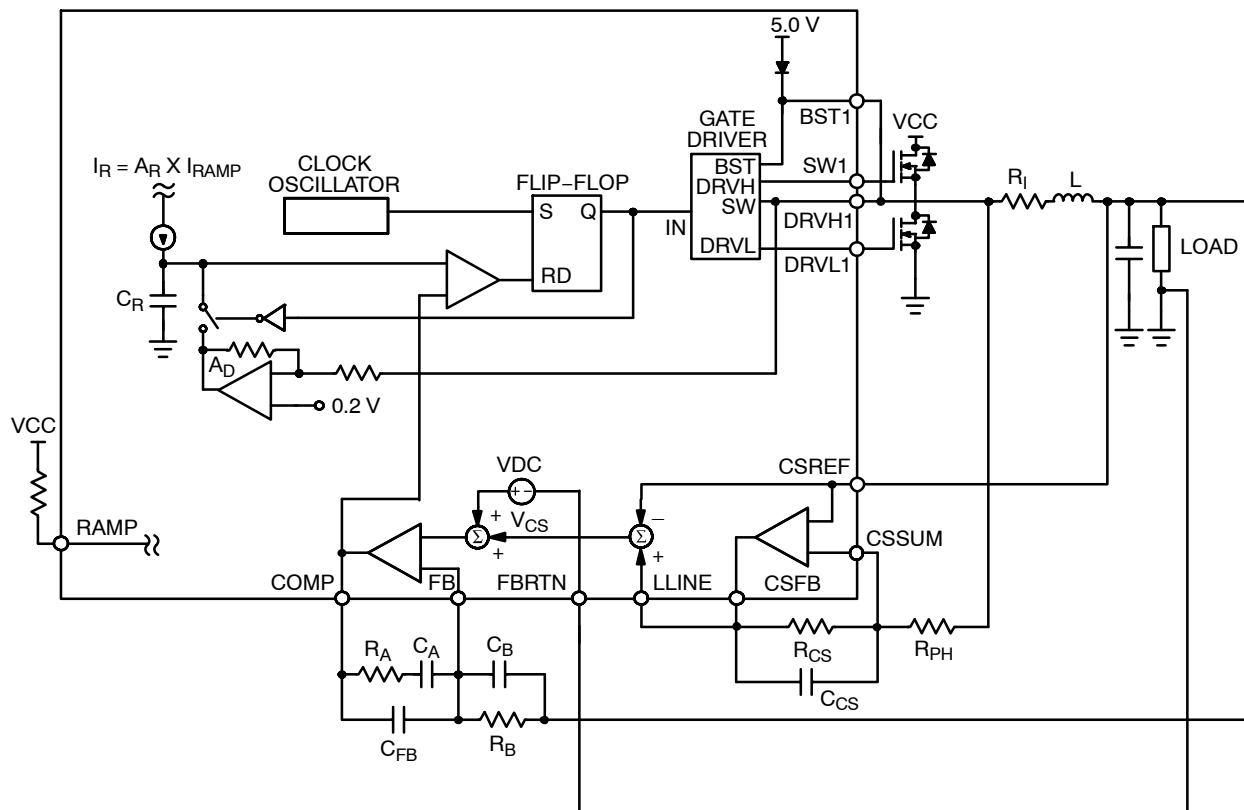 5.0 V
BST1
GATE
DRIVER
VCC
I_R = A_R X I_RAMP
CLOCK
OSCILLATOR
FLIP–FLOP
BST
DRVH
SW
DRVL
SW1
R_I
L
S
Q
IN
DRVH1
RD
DRVL1
LOAD
C_R
A_D
0.2 V
VCC
RAMP
VDC
+ –
V_CS
+
Σ
+
–
Σ
+
CSREF
CSSUM
COMP
FB
FBRTN
LLINE
CSFB
R_A
C_A
C_B
R_CS
R_PH
C_CS
C_FB
R_B